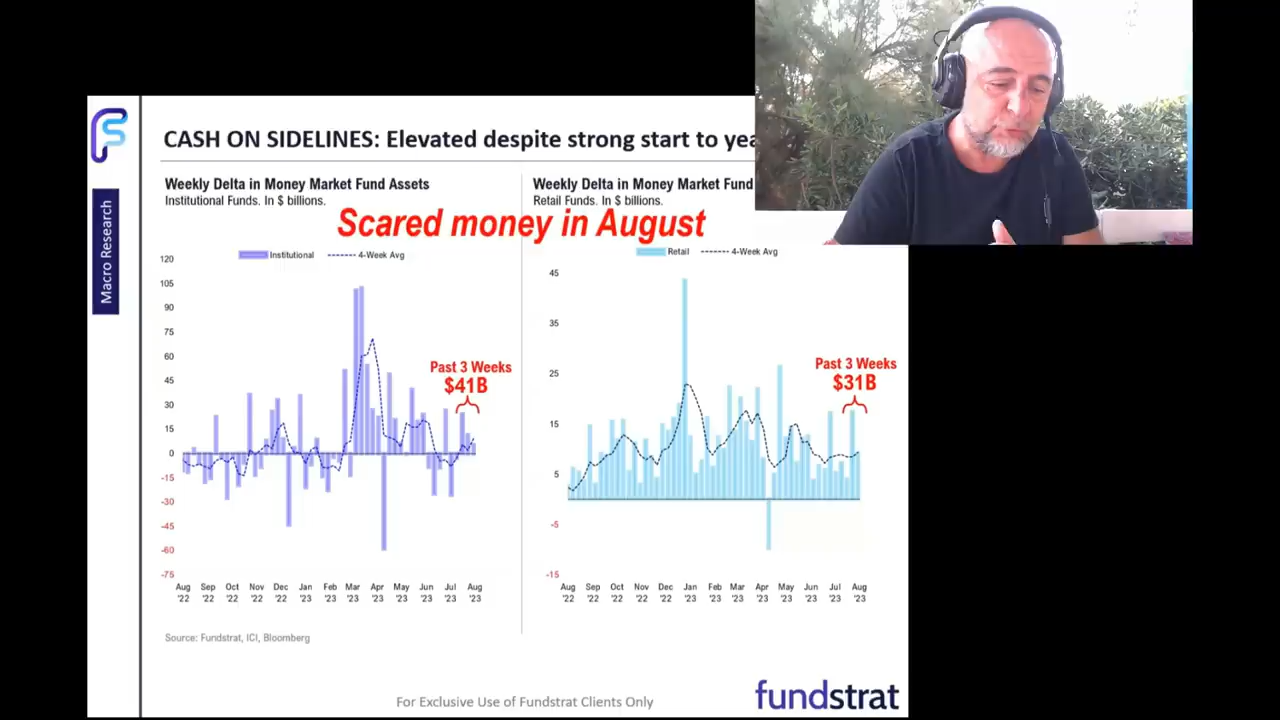 CASH ON SIDELINES: Elevated despite strong start to yea
Macro Research
Weekly Delta in Money Market Fund Assets
Institutional Funds. In $ billions.
Weekly Delta in Money Market Fund
Retail Funds. In $ billions.
Scared money in August
Institutional
4-Week Avg
120
105
90
75
60
45
30
15
0
-15
-30
-45
-60
-75
Past 3 Weeks
$41B
Aug Sep Oct Nov Dec Jan Feb Mar Apr May Jun Jul Aug
'22 '22 '22 '22 '22 '23 '23 '23 '23 '23 '23 '23 '23
Retail
4-Week Avg
45
35
25
15
5
-5
-15
Past 3 Weeks
$31B
Aug Sep Oct Nov Dec Jan Feb Mar Apr May Jun Jul Aug
'22 '22 '22 '22 '22 '23 '23 '23 '23 '23 '23 '23 '23
Source: Fundstrat, ICI, Bloomberg
For Exclusive Use of Fundstrat Clients Only
fundstrat